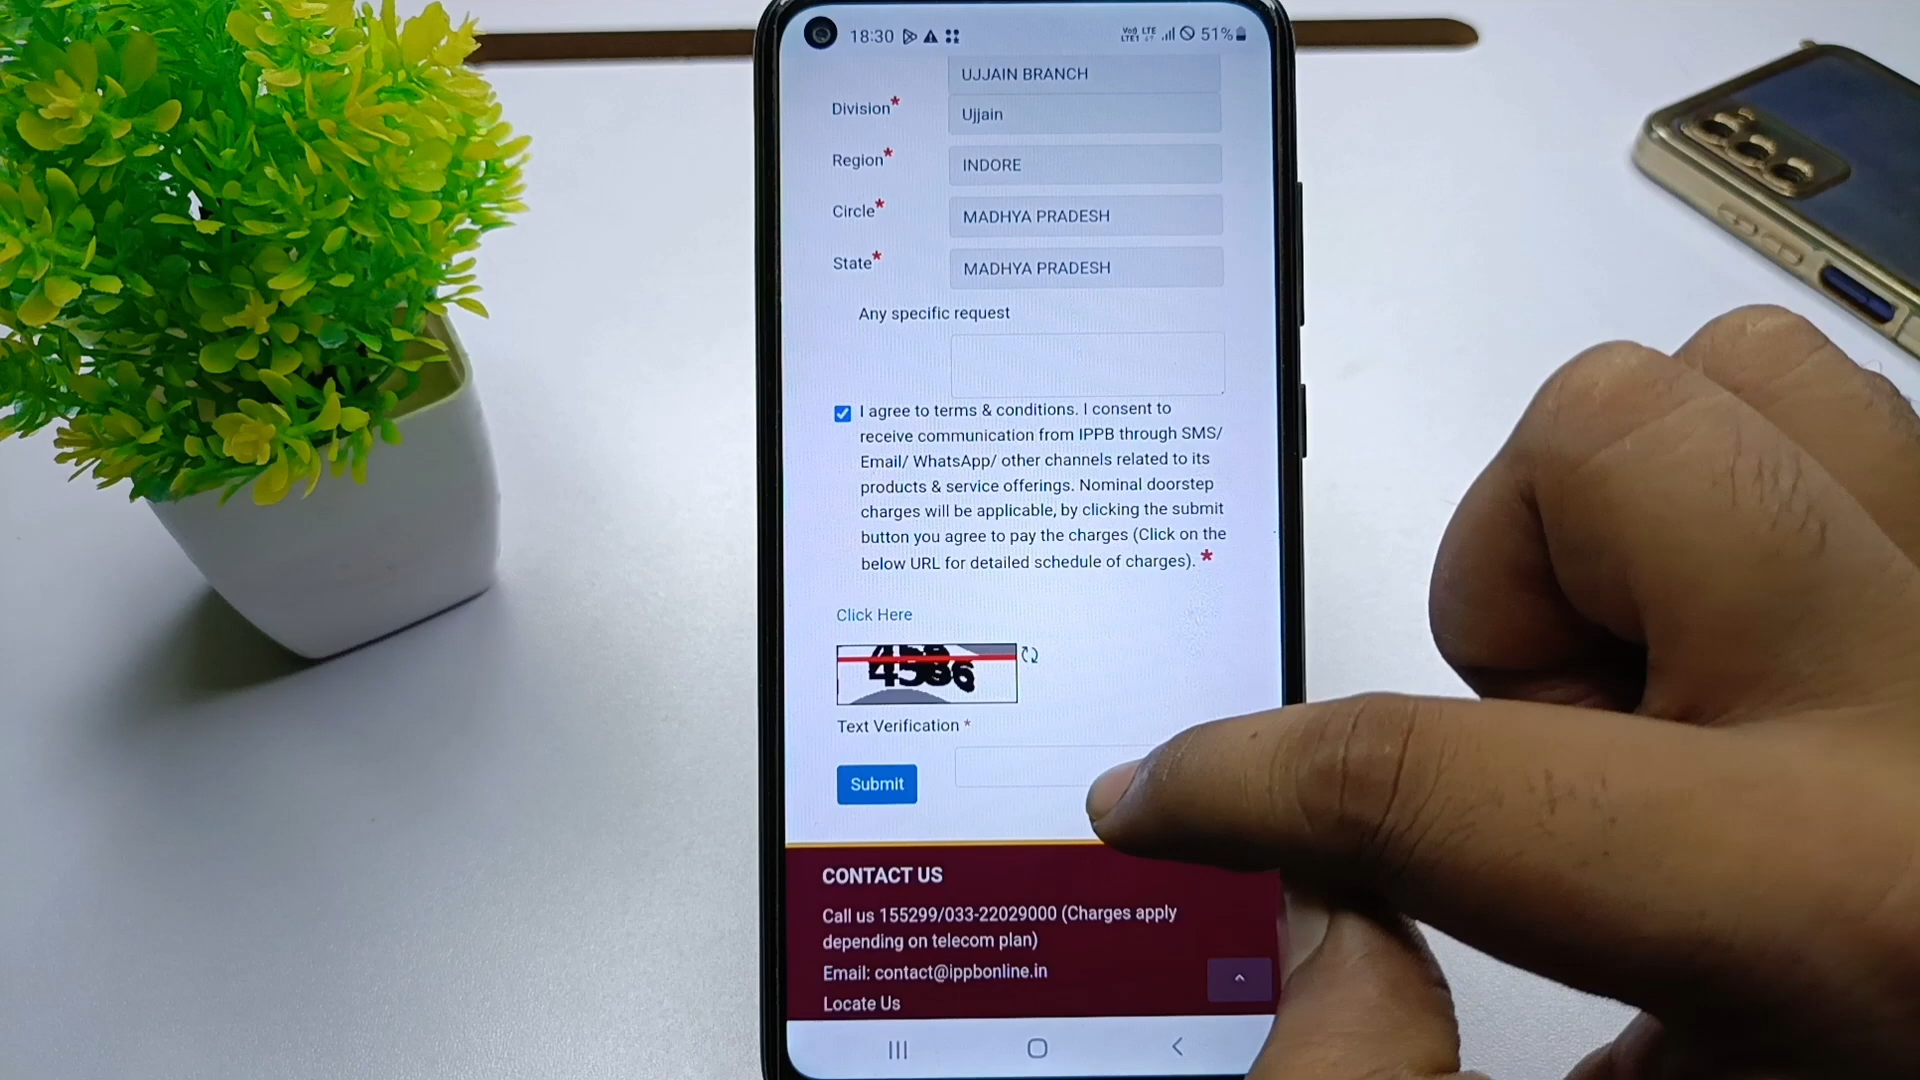 18:30
Vo) LTE
LTE1
51%
UJJAIN BRANCH
Division*
Ujjain
Region*
INDORE
Circle*
MADHYA PRADESH
State*
MADHYA PRADESH
Any specific request
I agree to terms & conditions. I consent to
receive communication from IPPB through SMS/
Email/ WhatsApp/ other channels related to its
products & service offerings. Nominal doorstep
charges will be applicable, by clicking the submit
button you agree to pay the charges (Click on the
below URL for detailed schedule of charges). *
Click Here
Text Verification *
Submit
CONTACT US
Call us 155299/033-22029000 (Charges apply
depending on telecom plan)
Email: contact@ippbonline.in
Locate Us